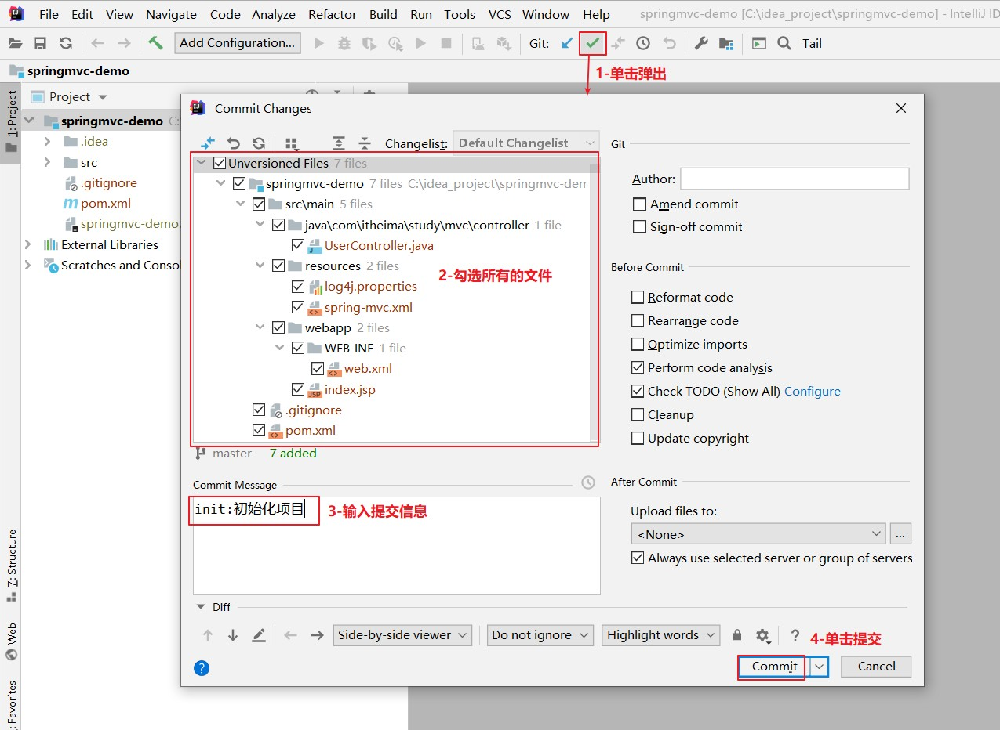 File Edit View Navigate Code Analyze Refactor Build Run Tools VCS Window Help springmvc-demo [C:\idea_project\springmvc-demo] - IntelliJ ID
Add Configuration... Git: Tail
springmvc-demo
1-单击弹出
1: Project
Project
springmvc-demo C:
.idea
src
.gitignore
pom.xml
springmvc-demo.
External Libraries
Scratches and Conso
7: Structure
Web
: Favorites
Commit Changes
Changelist: Default Changelist
Unversioned Files 7 files
springmvc-demo 7 files C:\idea_project\springmvc-dem
src\main 5 files
java\com\itheima\study\mvc\controller 1 file
UserController.java
resources 2 files
2-勾选所有的文件
log4j.properties
spring-mvc.xml
webapp 2 files
WEB-INF 1 file
web.xml
index.jsp
.gitignore
pom.xml
master 7 added
Commit Message
init:初始化项目
3-输入提交信息
Git
Author:
Amend commit
Sign-off commit
Before Commit
Reformat code
Rearrange code
Optimize imports
Perform code analysis
Check TODO (Show All) Configure
Cleanup
Update copyright
After Commit
Upload files to:
<None> ...
Always use selected server or group of servers
Diff
Side-by-side viewer Do not ignore Highlight words ?
4-单击提交
? Commit Cancel